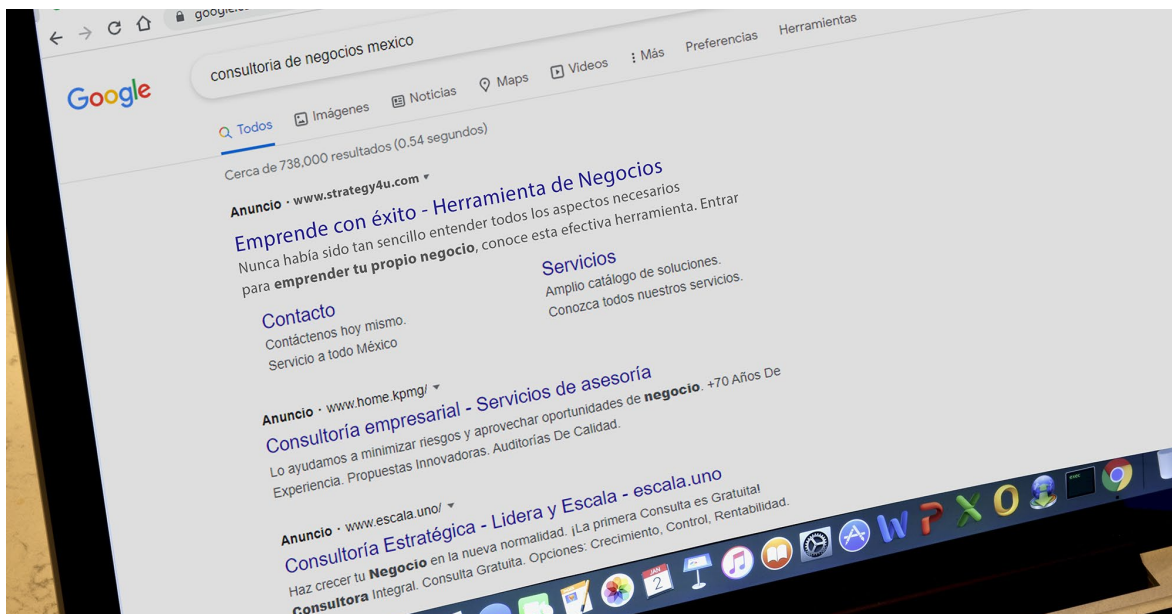 google.c
consultoria de negocios mexico
Google
Todos Imágenes Noticias Maps Videos Más Preferencias Herramientas
Cerca de 738,000 resultados (0.54 segundos)
Anuncio · www.strategy4u.com
Emprende con éxito - Herramienta de Negocios
Nunca había sido tan sencillo entender todos los aspectos necesarios
para emprender tu propio negocio, conoce esta efectiva herramienta. Entrar
Contacto
Contáctenos hoy mismo.
Servicio a todo México
Servicios
Amplio catálogo de soluciones.
Conozca todos nuestros servicios.
Anuncio · www.home.kpmg/
Consultoría empresarial - Servicios de asesoría
Lo ayudamos a minimizar riesgos y aprovechar oportunidades de negocio. +70 Años De
Experiencia. Propuestas Innovadoras. Auditorías De Calidad.
Anuncio · www.escala.uno/
Consultoría Estratégica - Lidera y Escala - escala.uno
Haz crecer tu Negocio en la nueva normalidad. ¡La primera Consulta es Gratuita!
Consultora Integral. Consulta Gratuita. Opciones: Crecimiento, Control, Rentabilidad.
JAN
2
W P X O
exec